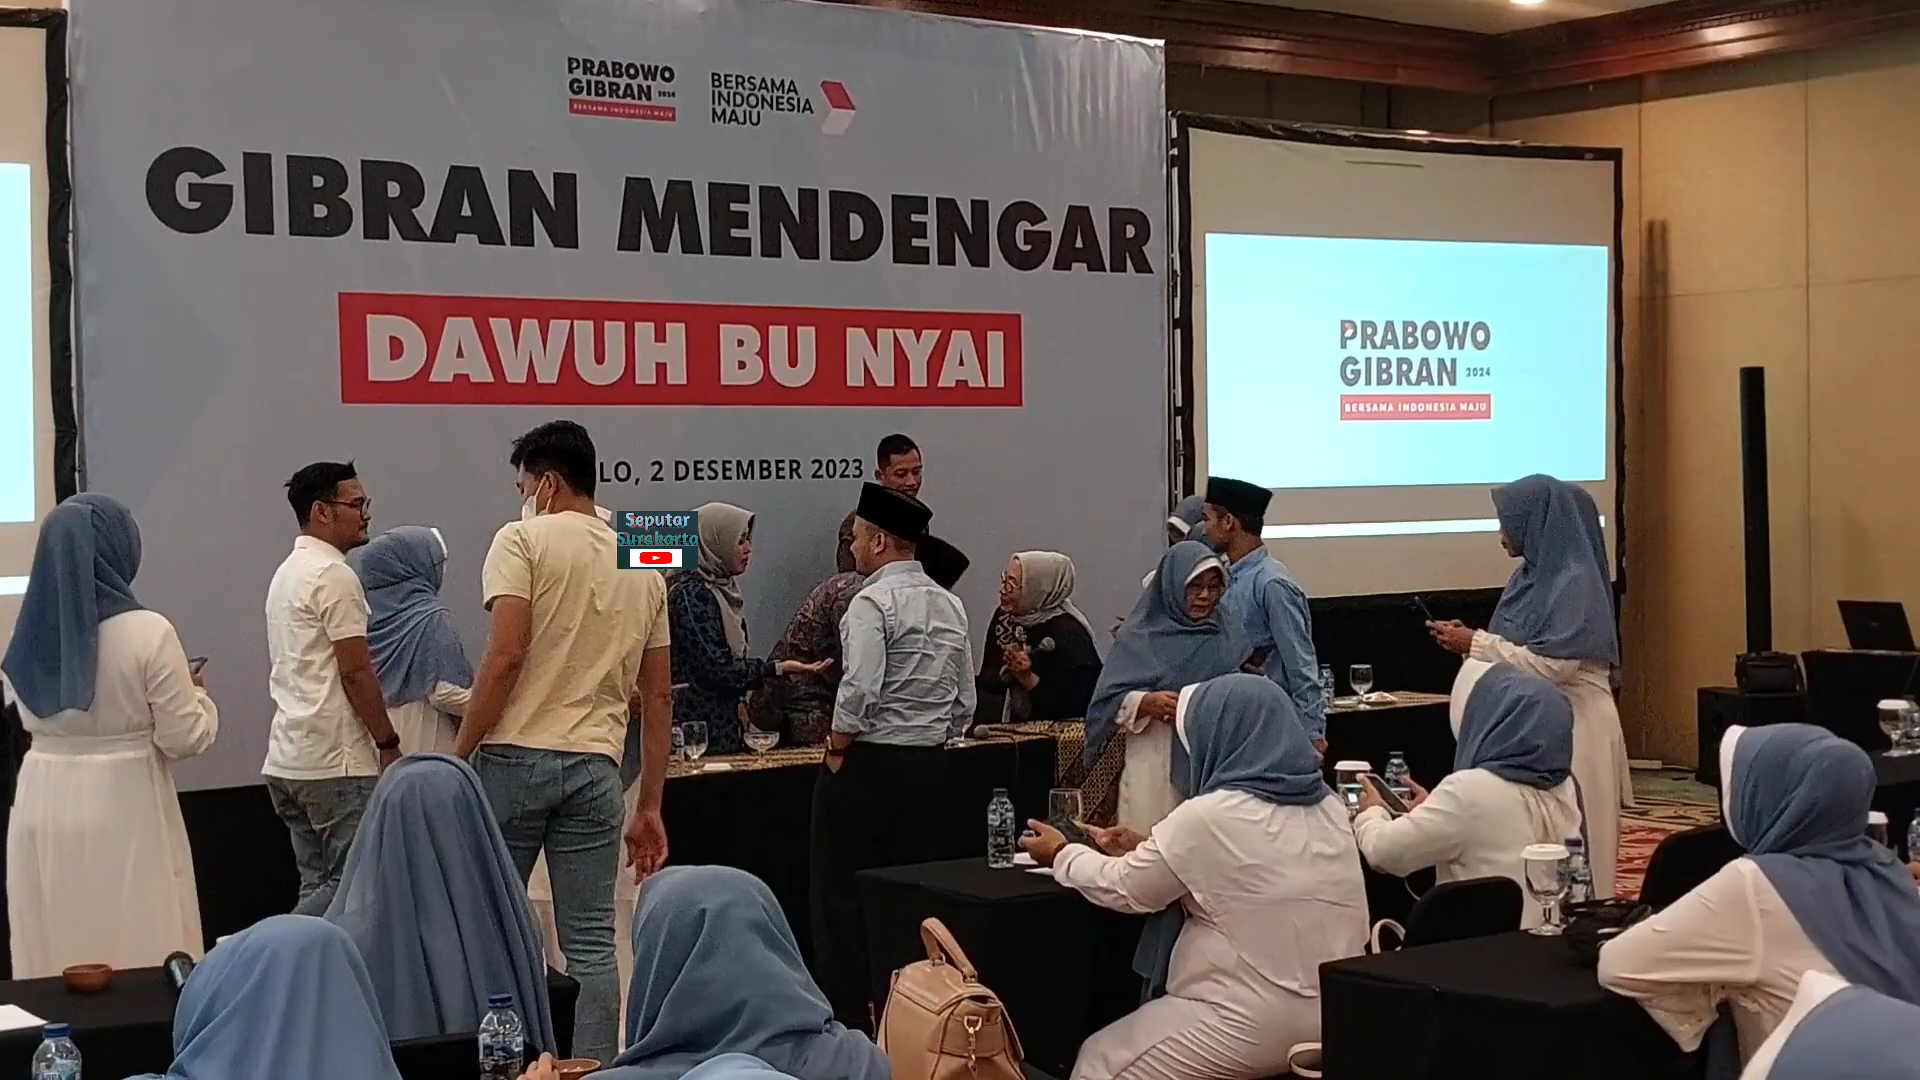 PRABOWO
GIBRAN 2024
BERSAMA INDONESIA MAJU
BERSAMA
INDONESIA
MAJU
GIBRAN MENDENGAR
DAWUH BU NYAI
LO, 2 DESEMBER 2023
Seputar
Surakarta
PRABOWO
GIBRAN 2024
BERSAMA INDONESIA MAJU